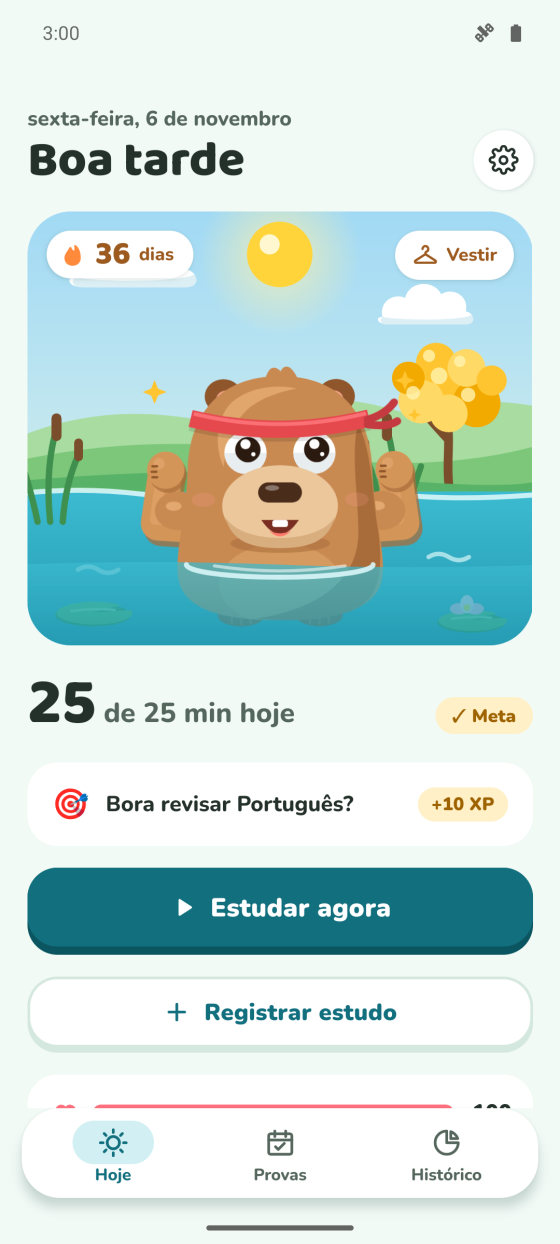 3:00
sexta-feira, 6 de novembro
Boa tarde
36 dias
Vestir
25 de 25 min hoje
✓ Meta
Bora revisar Português?
+10 XP
Estudar agora
+ Registrar estudo
Hoje
Provas
Histórico